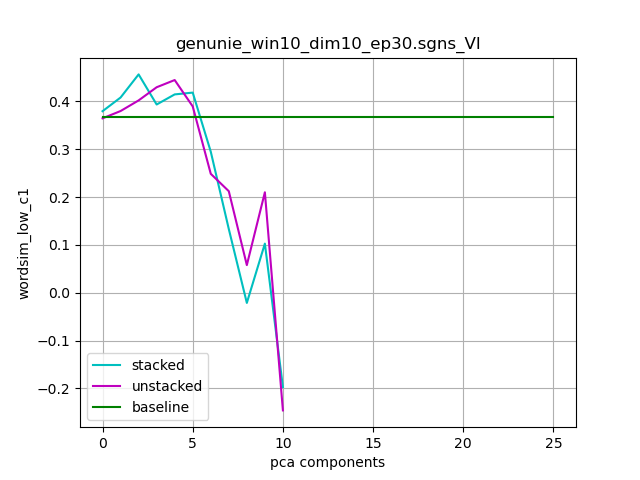 genunie_win10_dim10_ep30.sgns_VI
wordsim_low_c1
0.4
0.3
0.2
0.1
0.0
−0.1
−0.2
stacked
unstacked
baseline
0 5 10 15 20 25
pca components